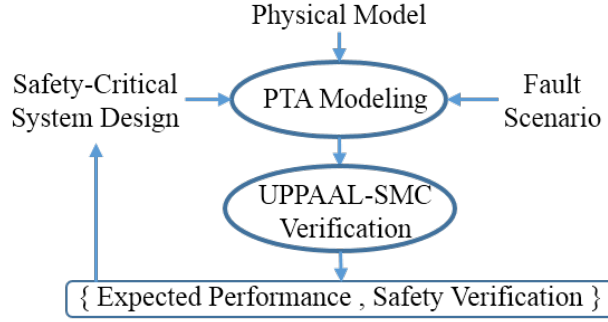 Physical Model
Safety-Critical
System Design
PTA Modeling
Fault
Scenario
UPPAAL-SMC
Verification
{ Expected Performance , Safety Verification }